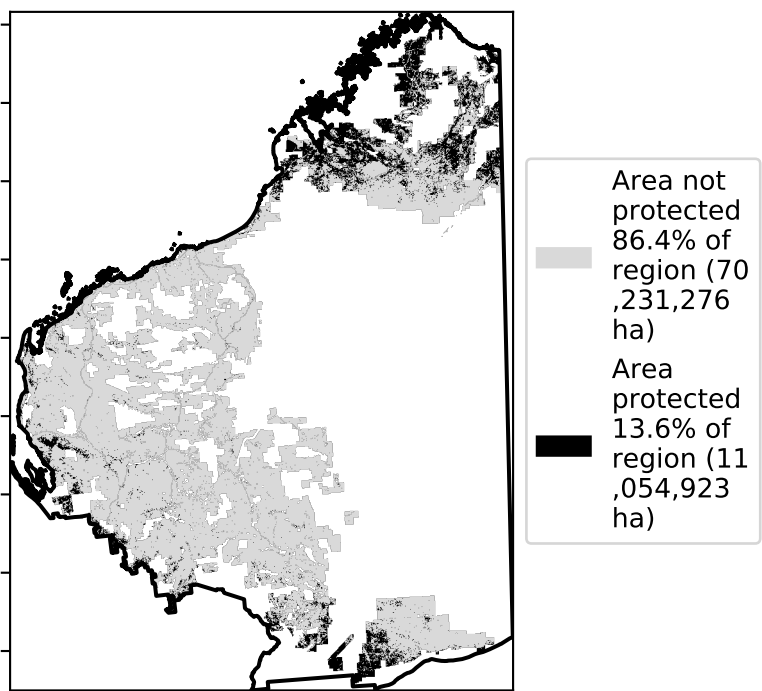 Area not
protected
86.4% of
region (70
,231,276
ha)
Area
protected
13.6% of
region (11
,054,923
ha)